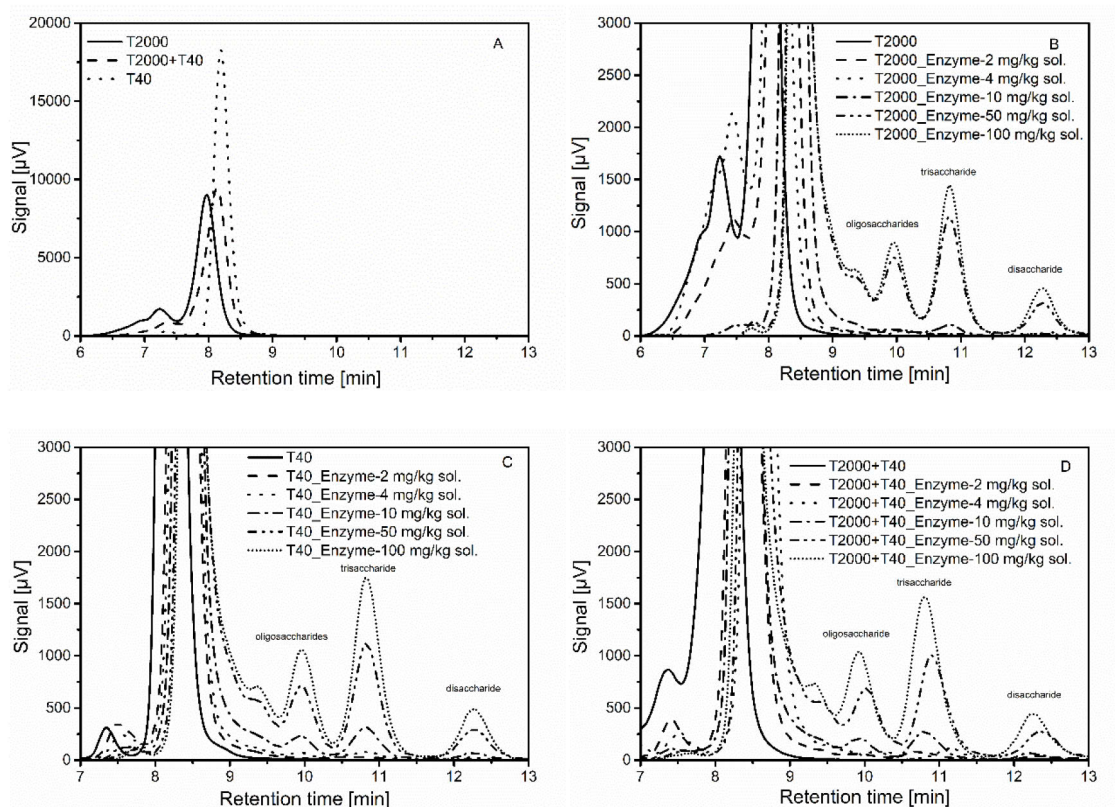 20000
15000
10000
5000
0
Signal [µV]
T2000
T2000+T40
T40
A
6 7 8 9 10 11 12 13
Retention time [min]
3000
2500
2000
1500
1000
500
0
Signal [µV]
B
T2000
T2000_Enzyme-2 mg/kg sol.
T2000_Enzyme-4 mg/kg sol.
T2000_Enzyme-10 mg/kg sol.
T2000_Enzyme-50 mg/kg sol.
T2000_Enzyme-100 mg/kg sol.
trisaccharide
oligosaccharides
disaccharide
6 7 8 9 10 11 12 13
Retention time [min]
3000
2500
2000
1500
1000
500
0
Signal [µV]
C
T40
T40_Enzyme-2 mg/kg sol.
T40_Enzyme-4 mg/kg sol.
T40_Enzyme-10 mg/kg sol.
T40_Enzyme-50 mg/kg sol.
T40_Enzyme-100 mg/kg sol.
trisaccharide
oligosaccharides
disaccharide
7 8 9 10 11 12 13
Retention time [min]
3000
2500
2000
1500
1000
500
0
Signal [µV]
D
T2000+T40
T2000+T40_Enzyme-2 mg/kg sol.
T2000+T40_Enzyme-4 mg/kg sol.
T2000+T40_Enzyme-10 mg/kg sol.
T2000+T40_Enzyme-50 mg/kg sol.
T2000+T40_Enzyme-100 mg/kg sol.
trisaccharide
oligosaccharide
disaccharide
7 8 9 10 11 12 13
Retention time [min]